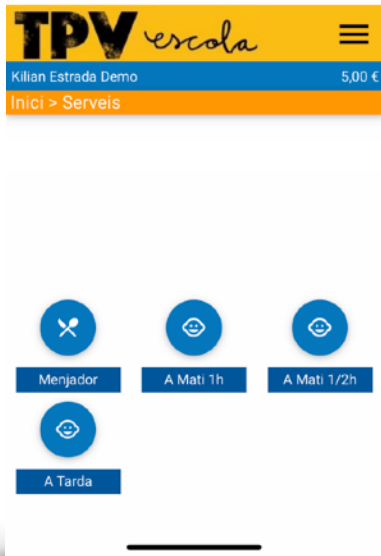 TPV escola
Kilian Estrada Demo 5,00 €
Inici > Serveis
Menjador A Mati 1h A Mati 1/2h
A Tarda